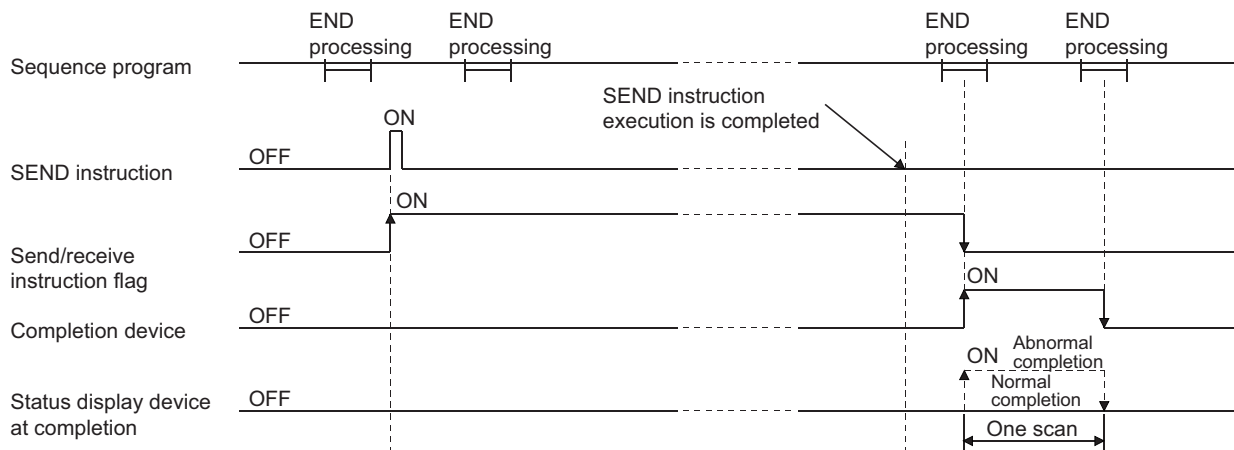 END
processing
END
processing
END
processing
END
processing
Sequence program
SEND instruction
execution is completed
ON
OFF
SEND instruction
ON
OFF
Send/receive
instruction flag
ON
OFF
Completion device
ON
Abnormal
completion
Normal
completion
OFF
Status display device
at completion
One scan